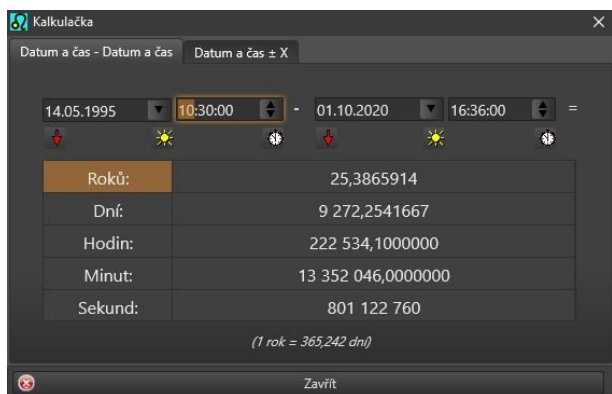 Kalkulačka
Datum a čas - Datum a čas Datum a čas ± X
14.05.1995 10:30:00 - 01.10.2020 16:36:00 =
Roků: 25,3865914
Dní: 9 272,2541667
Hodin: 222 534,1000000
Minut: 13 352 046,0000000
Sekund: 801 122 760
(1 rok = 365,242 dní)
Zavřít